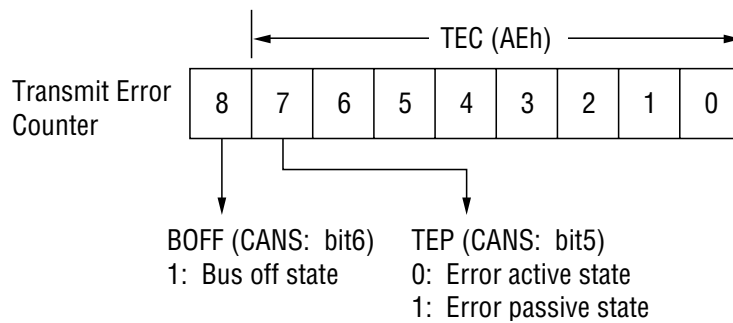 TEC (AEh)
Transmit Error
Counter
8 7 6 5 4 3 2 1 0
BOFF (CANS: bit6)
1: Bus off state
TEP (CANS: bit5)
0: Error active state
1: Error passive state